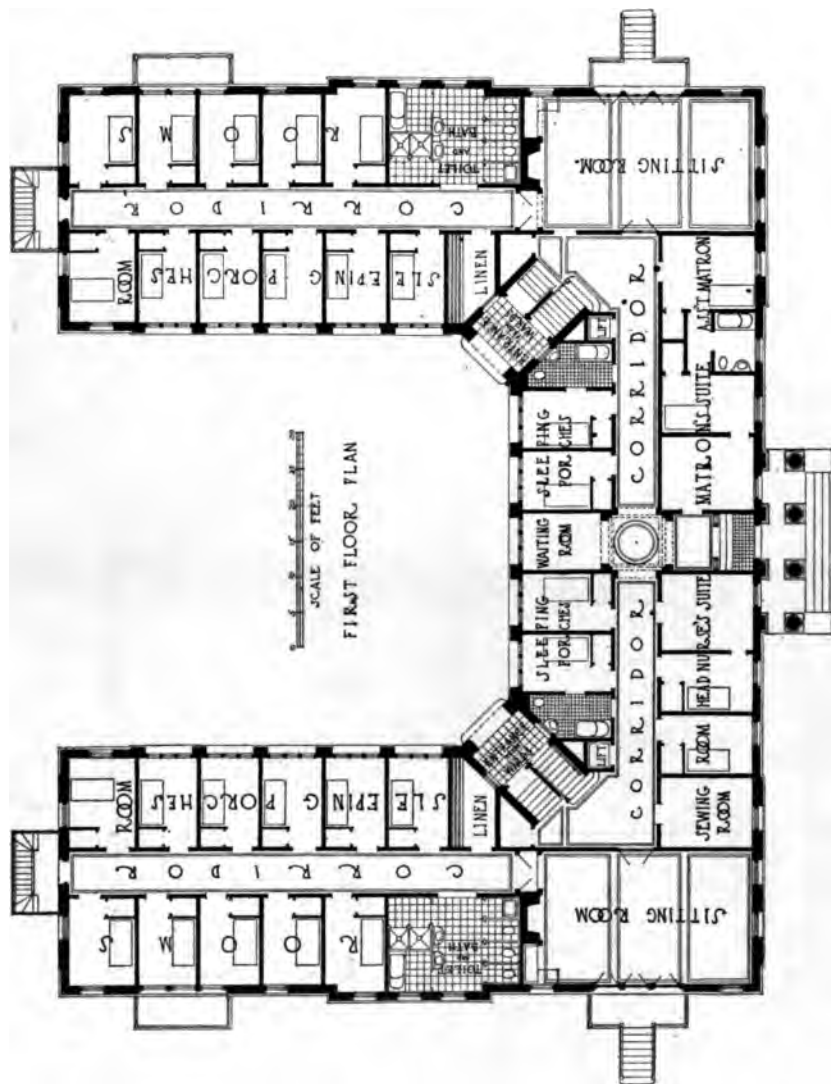 ROOMS
TOILET
AND
BATH
SITTING ROOM
CORRIDOR
ROOM
SLEEPING PORCHES
LINEN
LIFT
CORRIDOR
ASS'T MATRON
MATRON'S SUITE
SLEEPING
PORCHES
WAITING
ROOM
SCALE OF FEET
FIRST FLOOR PLAN
SLEEPING
PORCHES
HEAD NURSE'S SUITE
CORRIDOR
ROOM
LIFT
SEWING
ROOM
ROOM
SLEEPING PORCHES
LINEN
CORRIDOR
ROOMS
TOILET
AND
BATH
SITTING ROOM